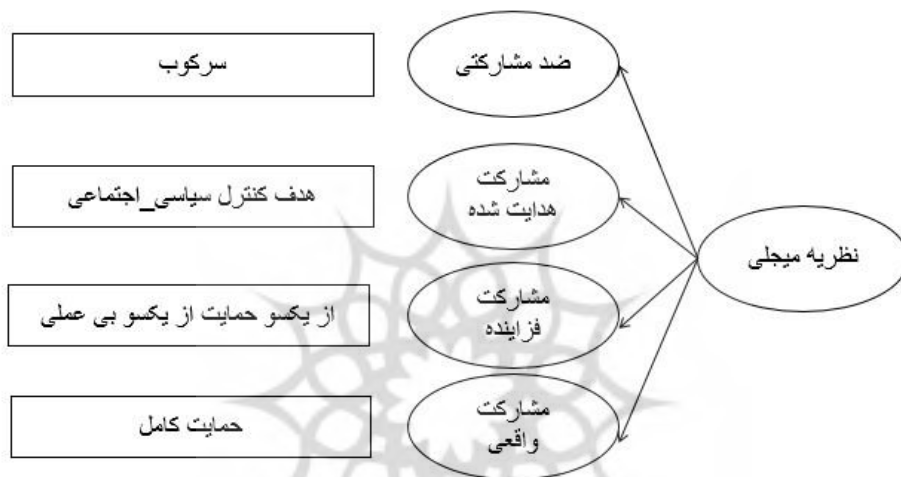 نظریه میجلی
ضد مشارکتی
سرکوب
مشارکت
هدایت شده
هدف کنترل سیاسی_اجتماعی
مشارکت
فزاینده
از یکسو حمایت از یکسو بی عملی
مشارکت
واقعی
حمایت کامل